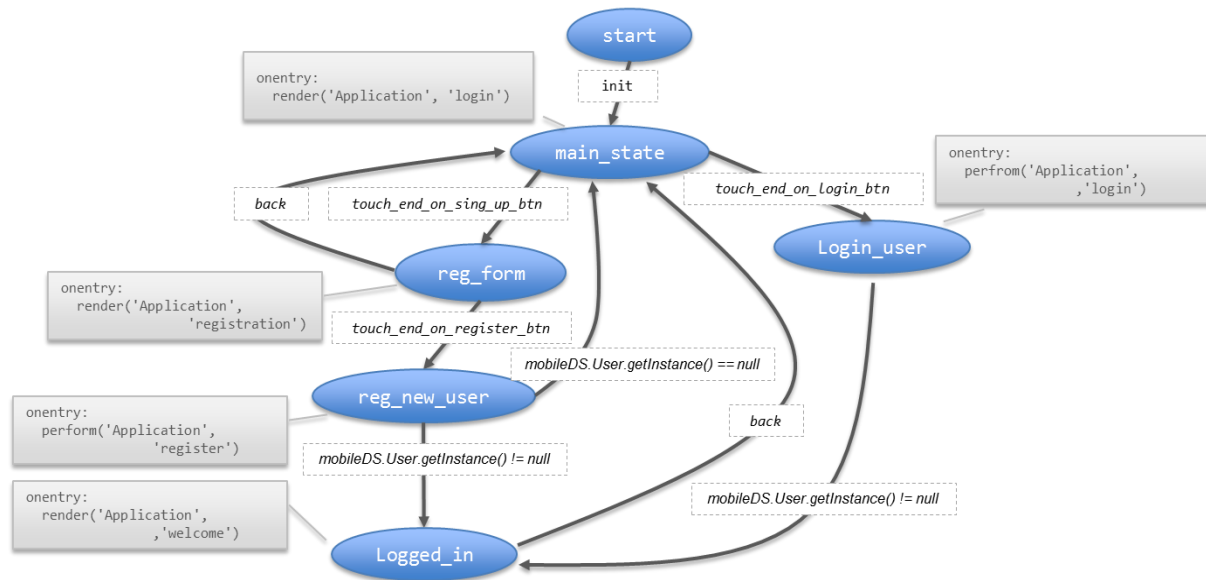 start
init
onentry:
render('Application', 'login')
main_state
onentry:
perfrom('Application',
,'login')
back
touch_end_on_sing_up_btn
touch_end_on_login_btn
Login_user
reg_form
onentry:
render('Application',
'registration')
touch_end_on_register_btn
mobileDS.User.getInstance() == null
reg_new_user
onentry:
perform('Application',
'register')
back
mobileDS.User.getInstance() != null
mobileDS.User.getInstance() != null
onentry:
render('Application',
,'welcome')
Logged_in